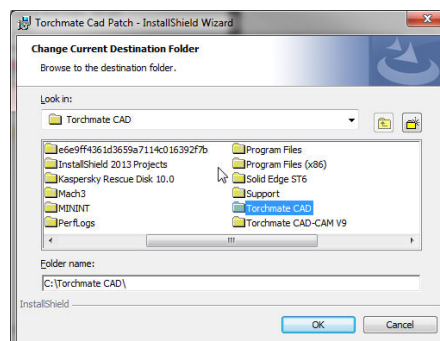 Torchmate Cad Patch - InstallShield Wizard
Change Current Destination Folder
Browse to the destination folder.
Look in:
Torchmate CAD
e6e9ff4361d3659a7114c016392f7b
InstallShield 2013 Projects
Kaspersky Rescue Disk 10.0
Mach3
MININT
PerfLogs
Program Files
Program Files (x86)
Solid Edge ST6
Support
Torchmate CAD
Torchmate CAD-CAM V9
Folder name:
C:\Torchmate CAD\
InstallShield
OK
Cancel